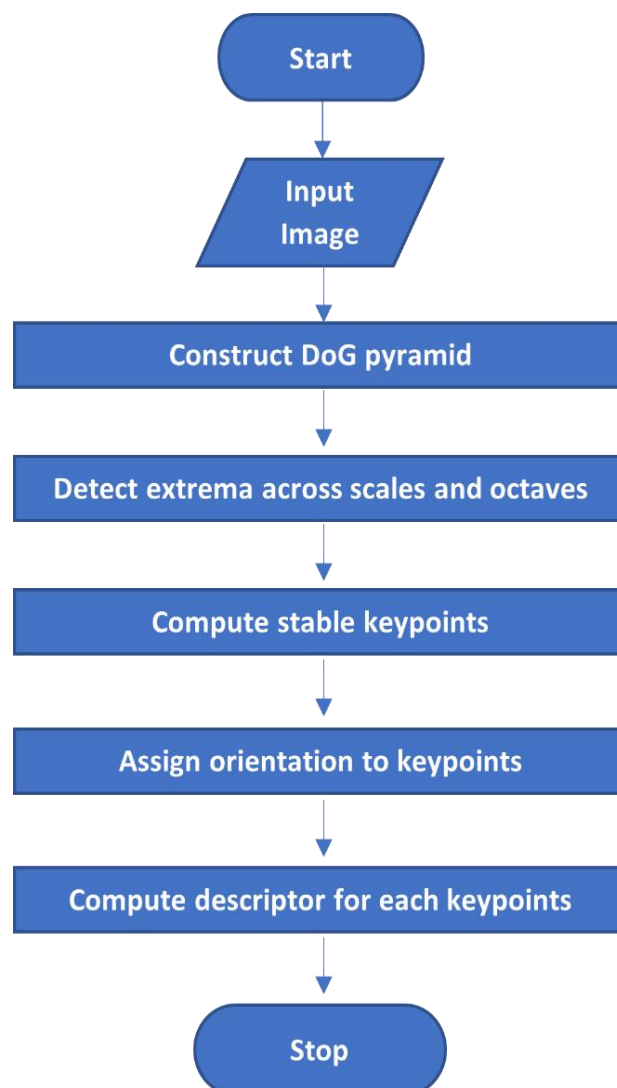 Start
Input
Image
Construct DoG pyramid
Detect extrema across scales and octaves
Compute stable keypoints
Assign orientation to keypoints
Compute descriptor for each keypoints
Stop